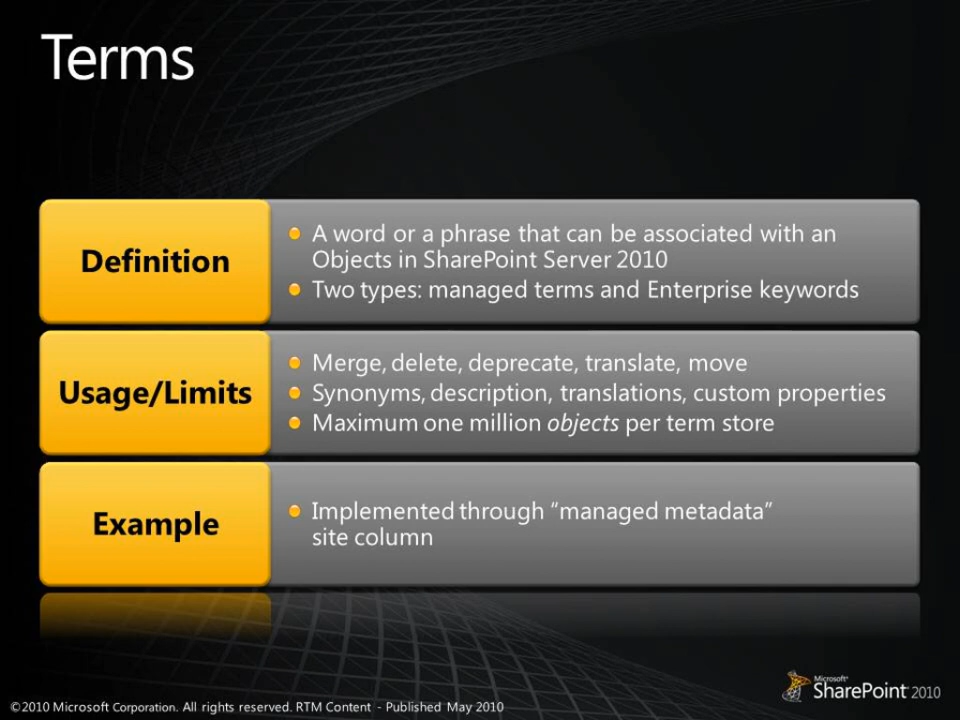 Terms
Definition
A word or a phrase that can be associated with an
Objects in SharePoint Server 2010
Two types: managed terms and Enterprise keywords
Usage/Limits
Merge, delete, deprecate, translate, move
Synonyms, description, translations, custom properties
Maximum one million objects per term store
Example
Implemented through “managed metadata”
site column
Microsoft®
SharePoint 2010
©2010 Microsoft Corporation. All rights reserved. RTM Content - Published May 2010